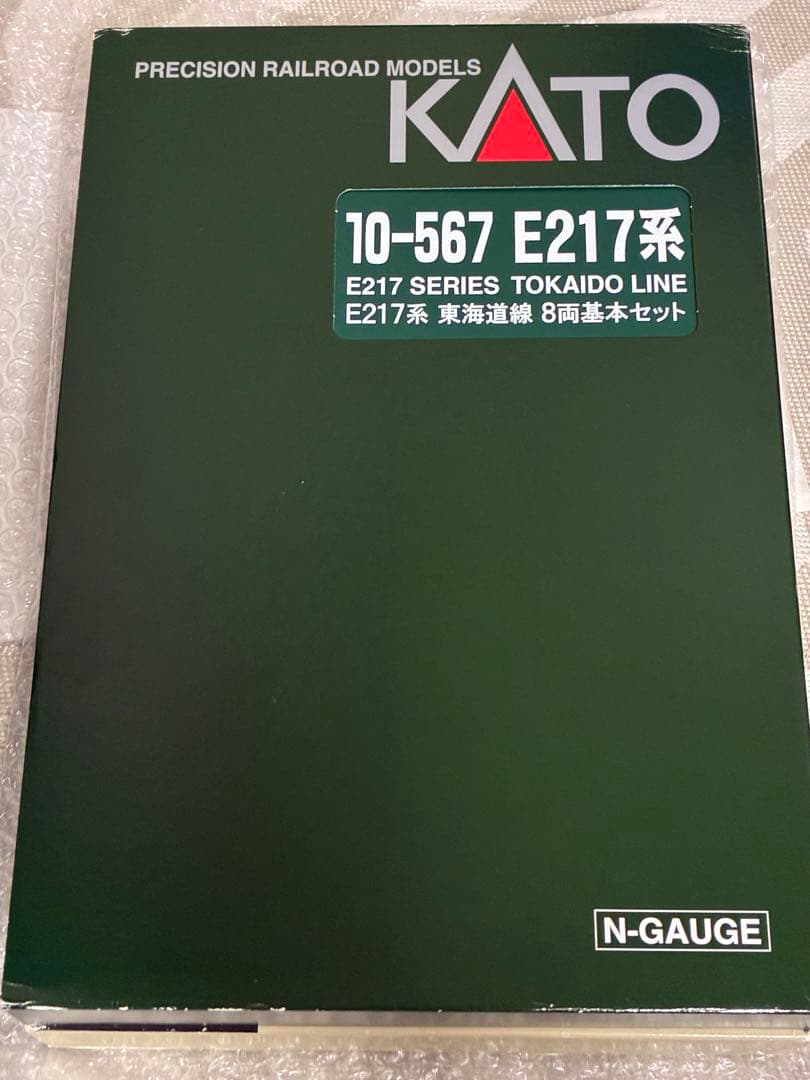 PRECISION RAILROAD MODELS
KATO
10-567 E217系
E217 SERIES TOKAIDO LINE
E217系 東海道線 8両基本セット
N-GAUGE